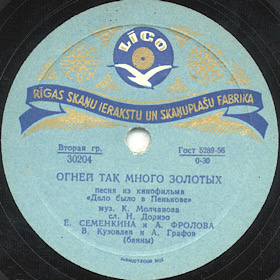 LĪGO
RĪGAS SKAŅU IERAKSTU UN SKAŅUPLAŠU FABRIKA
Вторая гр.
30204
Гост 5289-56
0-30
ОГНЕЙ ТАК МНОГО ЗОЛОТЫХ
песня из кинофильма
«Дело было в Пенькове»
муз. К. Молчанова
сл. Н. Доризо
Е. СЕМЕНКИНА и А. ФРОЛОВА
В. Кузовлев и А. Графов
(баяны)